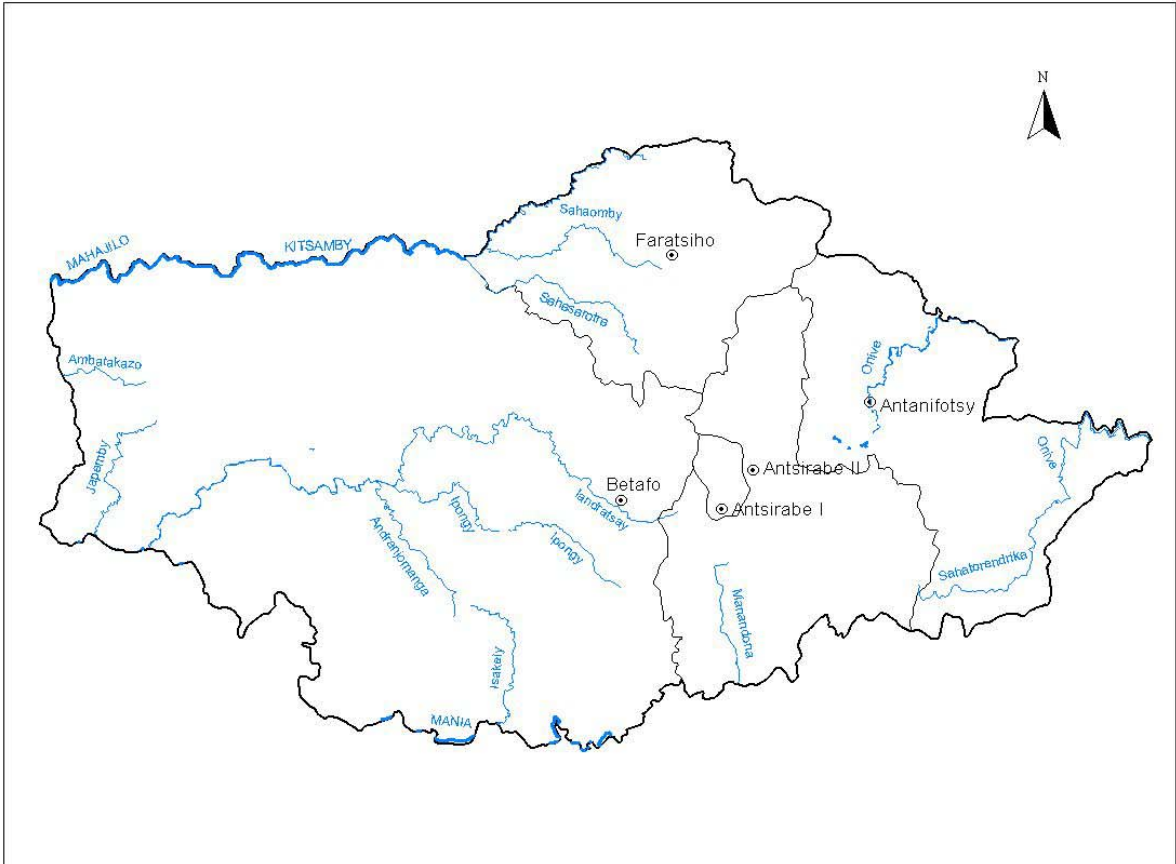 N
Sahaomby
Faratsiho
MAHAJILO
KITSAMBY
Sahasarotra
Onive
Ambatakazo
Antanifotsy
Onive
Japemby
Antsirabe II
Betafo
Iandratsay
Antsirabe I
Ipongy
Ipongy
Andranjomanga
Sahatorendrika
Manandona
Isakely
MANIA